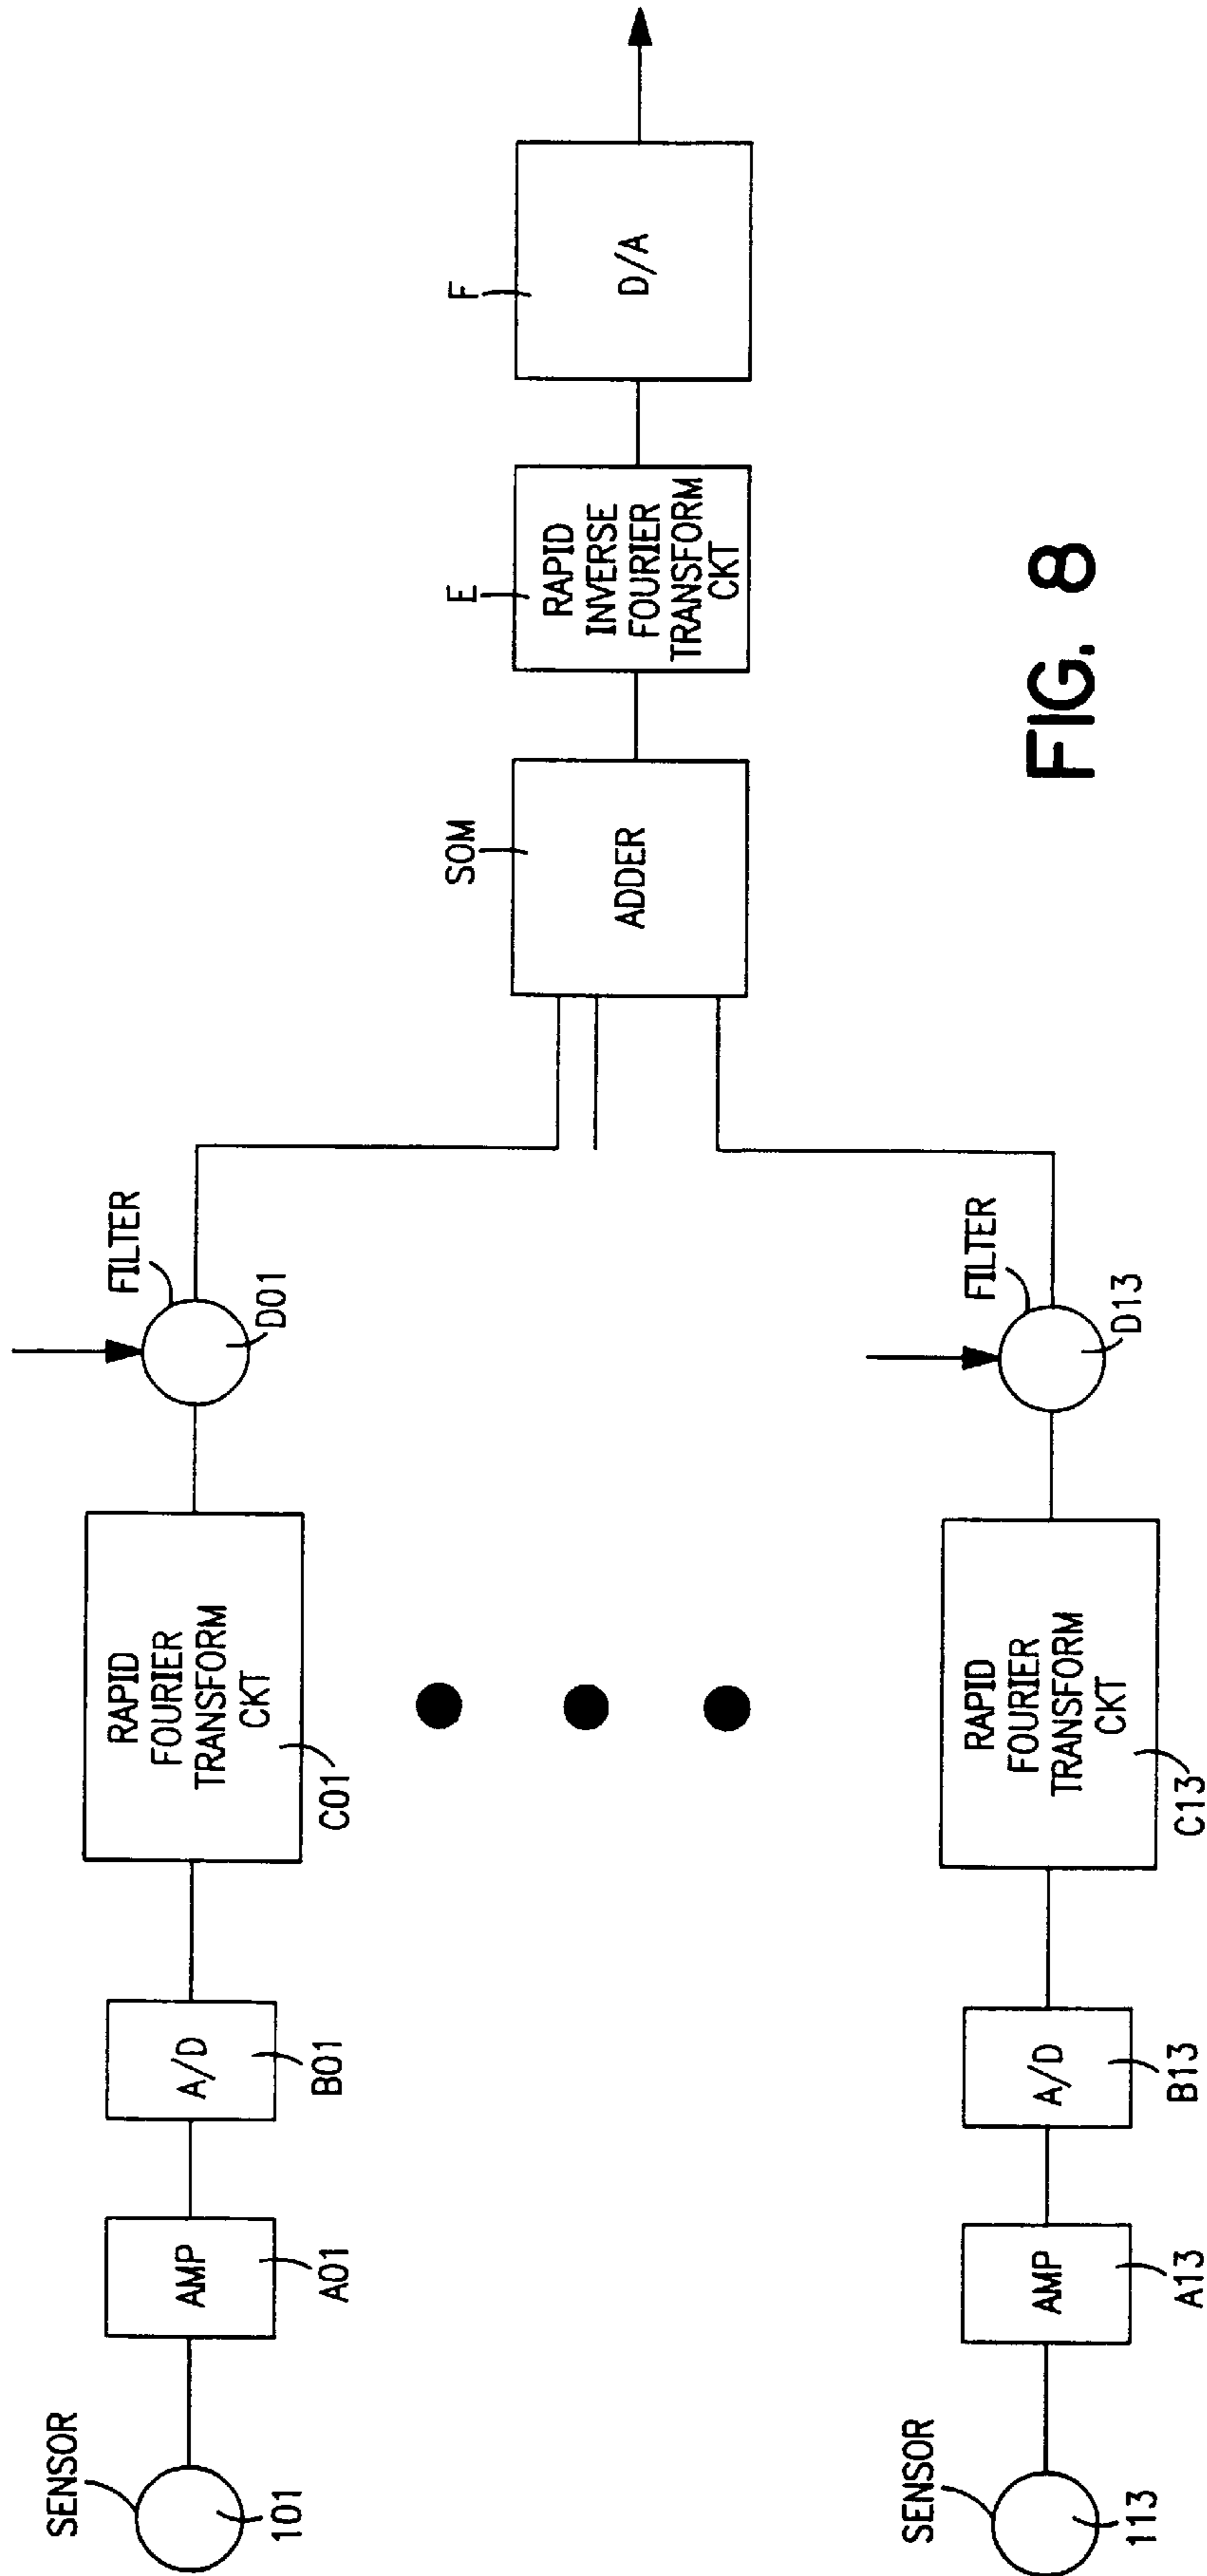 SENSOR
101
AMP
A01
A/D
B01
RAPID
FOURIER
TRANSFORM
CKT
C01
FILTER
D01
SENSOR
113
AMP
A13
A/D
B13
RAPID
FOURIER
TRANSFORM
CKT
C13
FILTER
D13
SOM
ADDER
E
RAPID
INVERSE
FOURIER
TRANSFORM
CKT
F
D/A
FIG. 8